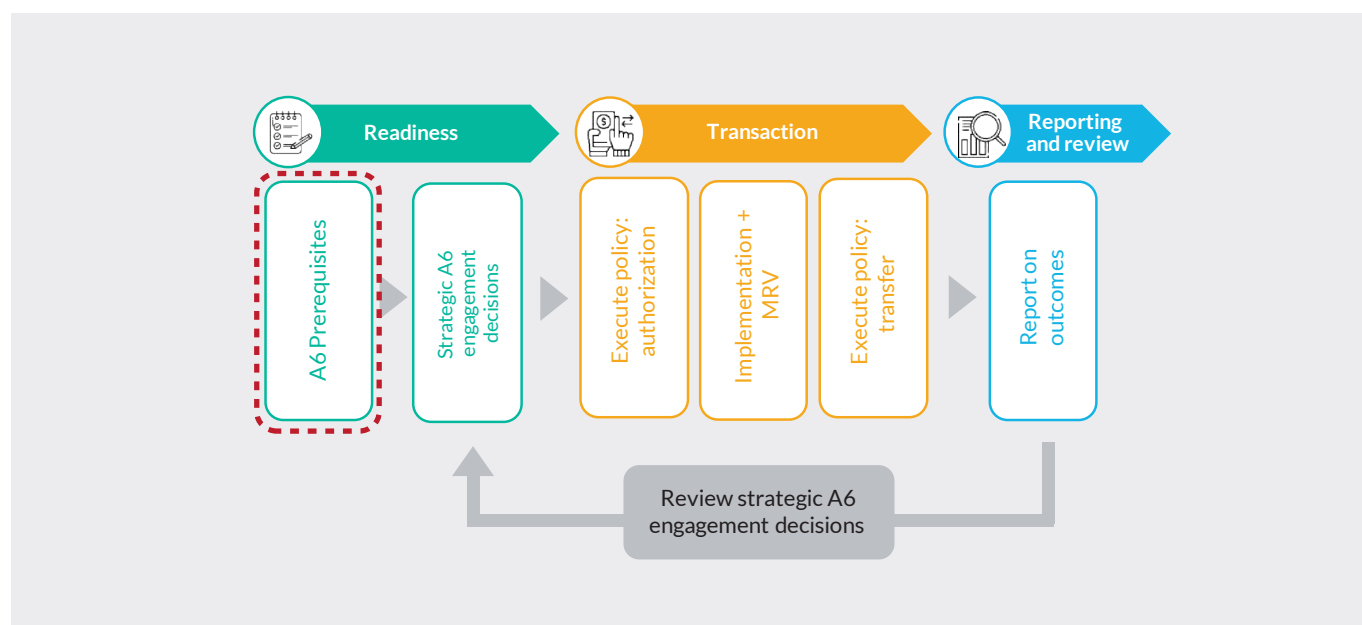 Readiness
Transaction
Reporting
and review
A6 Prerequisites
Strategic A6
engagement
decisions
Execute policy:
authorization
Implementation +
MRV
Execute policy:
transfer
Report on
outcomes
Review strategic A6
engagement decisions